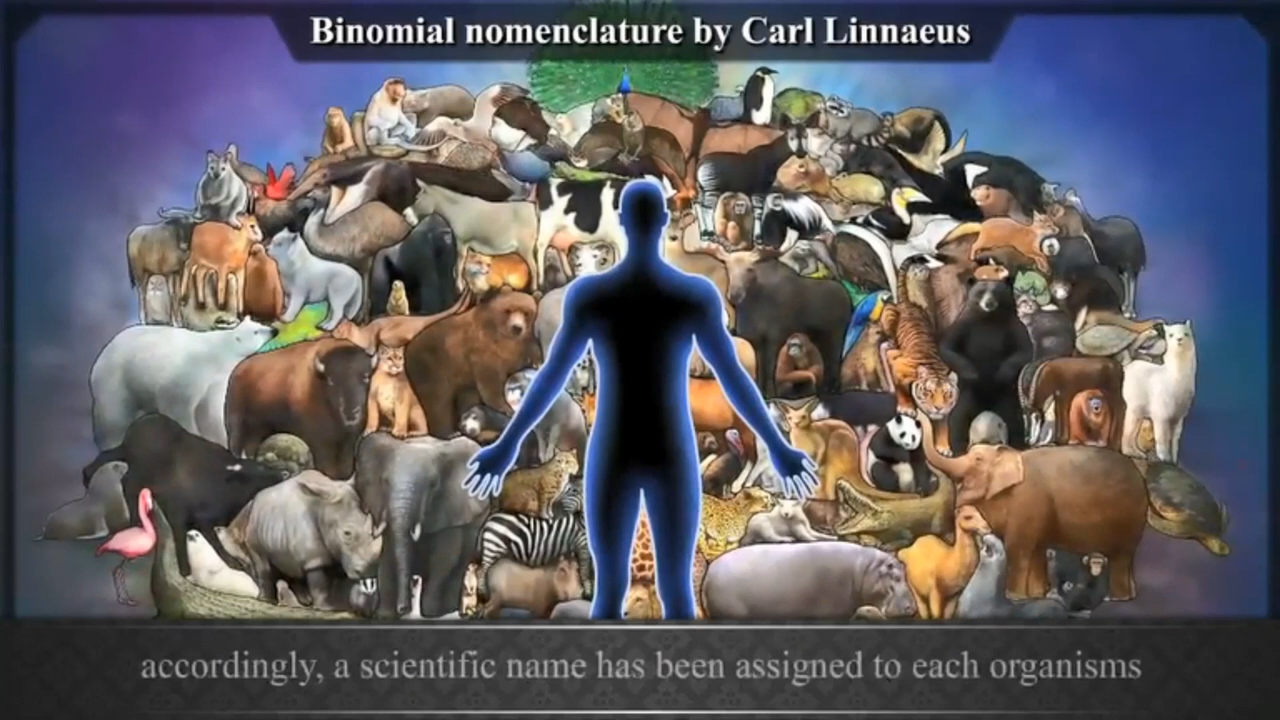 Binomial nomenclature by Carl Linnaeus
accordingly, a scientific name has been assigned to each organisms